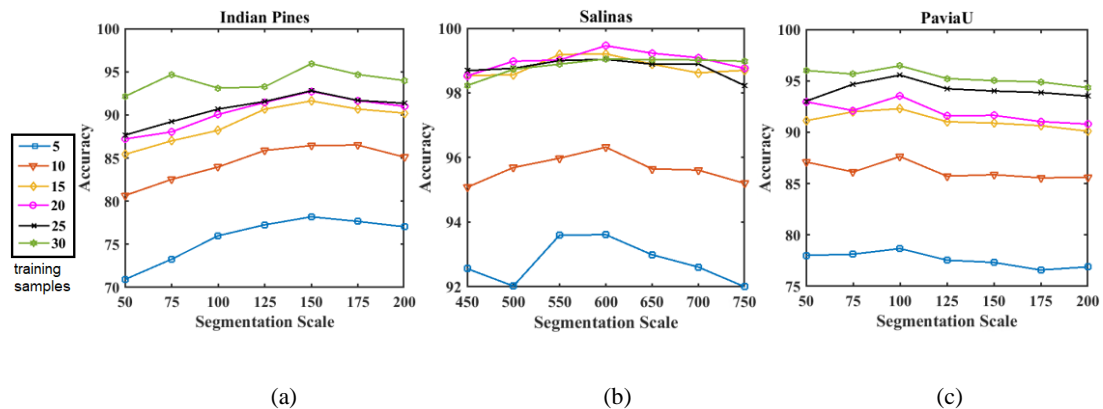 Indian Pines
Salinas
PaviaU
5
10
15
20
25
30
training
samples
Accuracy
100
95
90
85
80
75
70
50 75 100 125 150 175 200
Segmentation Scale
Accuracy
100
98
96
94
92
450 500 550 600 650 700 750
Segmentation Scale
Accuracy
100
95
90
85
80
75
50 75 100 125 150 175 200
Segmentation Scale
(a) (b) (c)